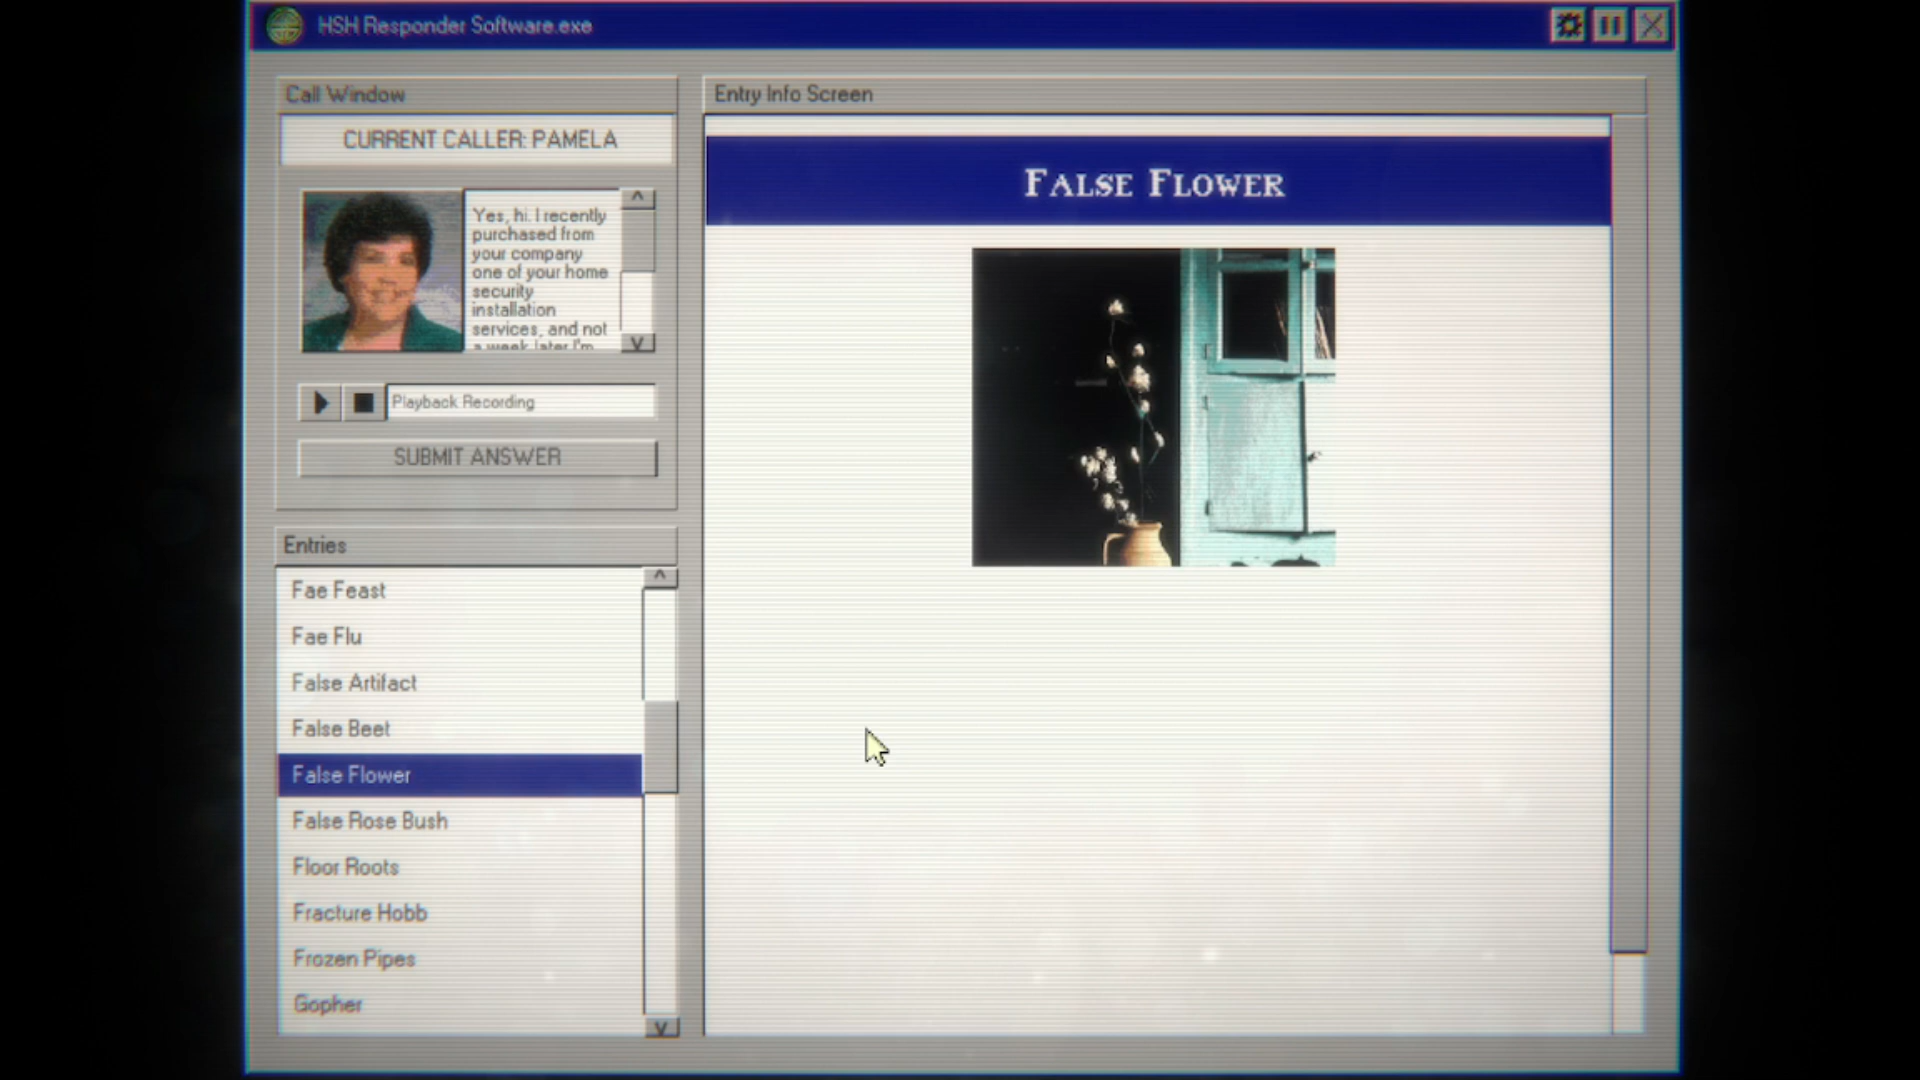 HSH Responder Software.exe
Call Window
CURRENT CALLER: PAMELA
Yes, hi. I recently
purchased from
your company
one of your home
security
installation
services, and not
a week later I'm
Playback Recording
SUBMIT ANSWER
Entries
Fae Feast
Fae Flu
False Artifact
False Beet
False Flower
False Rose Bush
Floor Roots
Fracture Hobb
Frozen Pipes
Gopher
Entry Info Screen
FALSE FLOWER